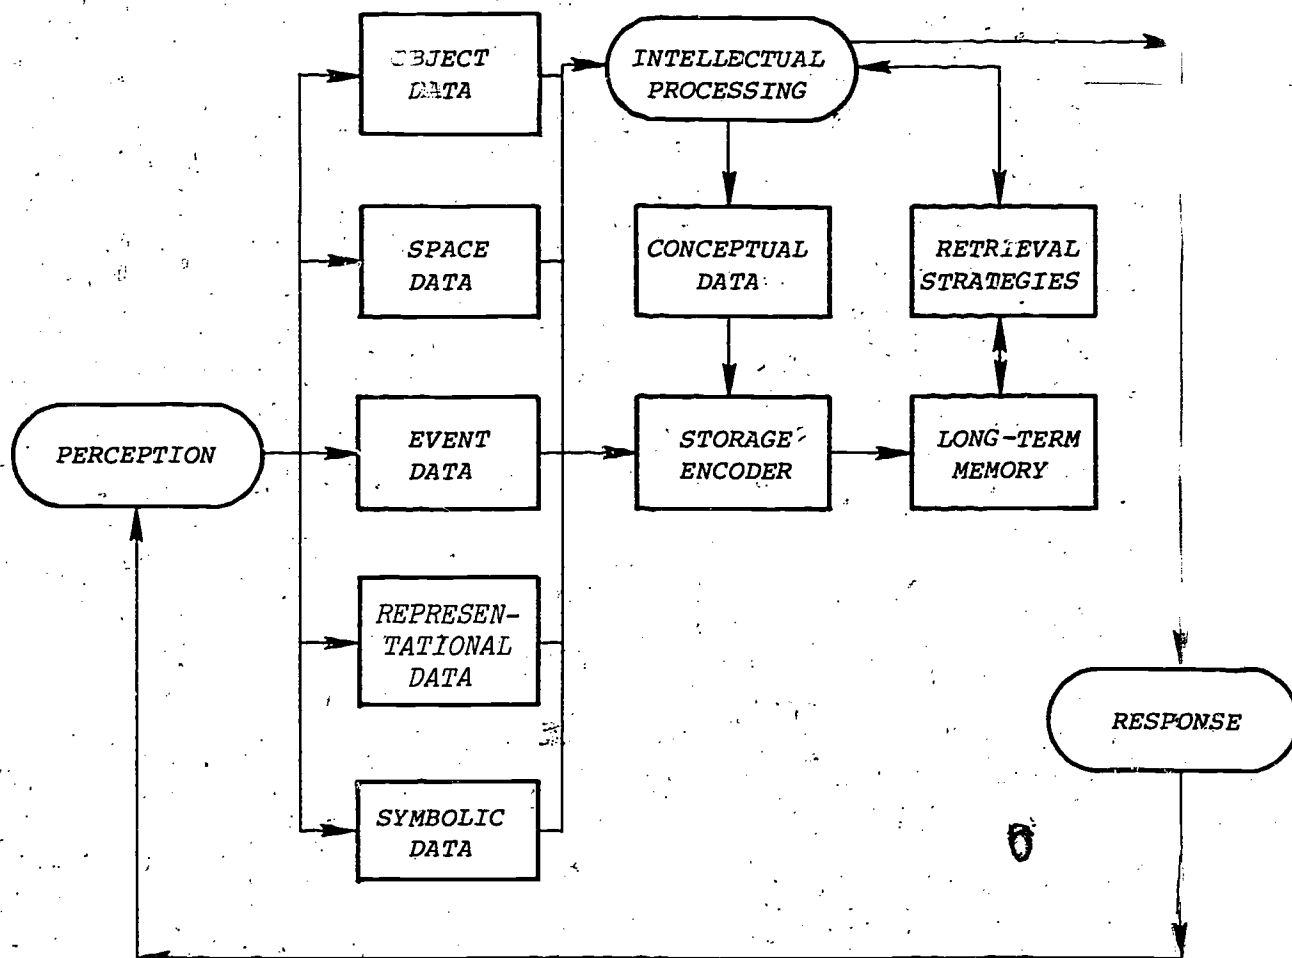 OBJECT
DATA
INTELLECTUAL
PROCESSING
SPACE
DATA
CONCEPTUAL
DATA
RETRIEVAL
STRATEGIES
PERCEPTION
EVENT
DATA
STORAGE
ENCODER
LONG-TERM
MEMORY
REPRESEN-
TATIONAL
DATA
RESPONSE
SYMBOLIC
DATA